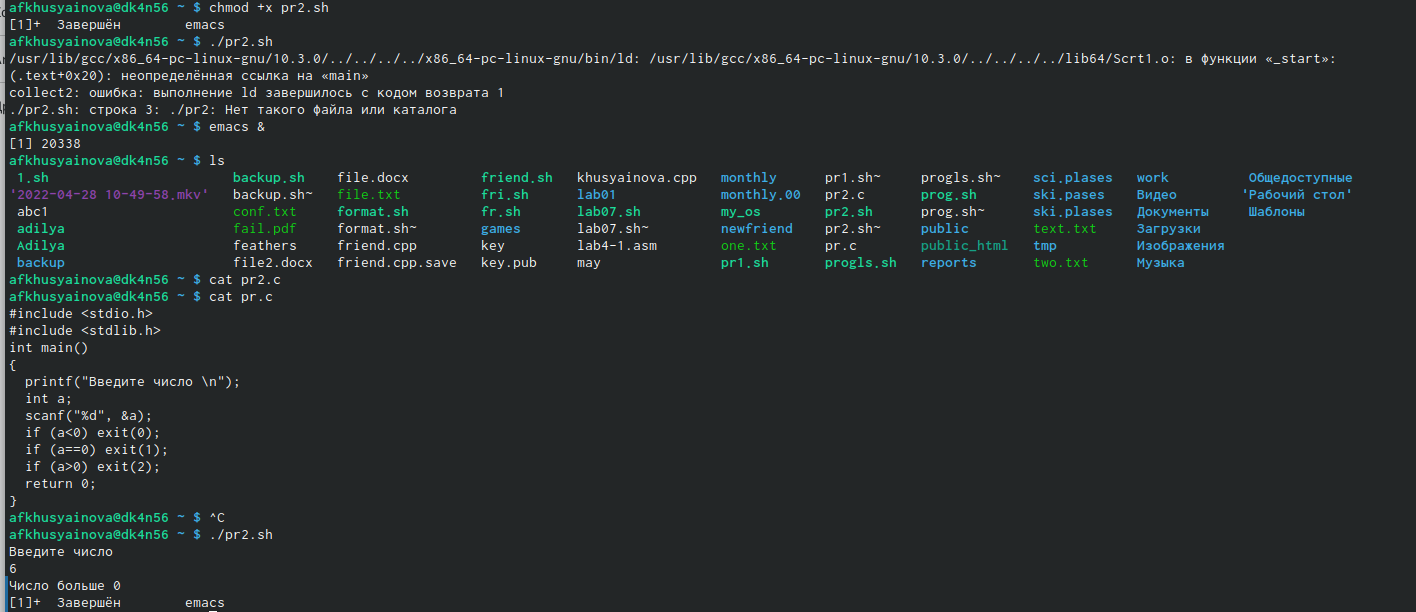 afkhusyainova@dk4n56 ~ $ chmod +x pr2.sh
[1]+  Завершён        emacs
afkhusyainova@dk4n56 ~ $ ./pr2.sh
/usr/lib/gcc/x86_64-pc-linux-gnu/10.3.0/../../../../x86_64-pc-linux-gnu/bin/ld: /usr/lib/gcc/x86_64-pc-linux-gnu/10.3.0/../../../../lib64/Scrt1.o: в функции «_start»:
(.text+0x20): неопределённая ссылка на «main»
collect2: ошибка: выполнение ld завершилось с кодом возврата 1
./pr2.sh: строка 3: ./pr2: Нет такого файла или каталога
afkhusyainova@dk4n56 ~ $ emacs &
[1] 20338
afkhusyainova@dk4n56 ~ $ ls
1.sh backup.sh file.docx friend.sh khusyainova.cpp monthly pr1.sh~ progls.sh~ sci.plases work Общедоступные
'2022-04-28 10-49-58.mkv' backup.sh~ file.txt fri.sh lab01 monthly.00 pr2.c prog.sh ski.pases Видео 'Рабочий стол'
abc1 conf.txt format.sh fr.sh lab07.sh my_os pr2.sh prog.sh~ ski.plases Документы Шаблоны
adilya fail.pdf format.sh~ games lab07.sh~ newfriend pr2.sh~ public text.txt Загрузки
Adilya feathers friend.cpp key lab4-1.asm one.txt pr.c public_html tmp Изображения
backup file2.docx friend.cpp.save key.pub may pr1.sh progls.sh reports two.txt Музыка
afkhusyainova@dk4n56 ~ $ cat pr2.c
afkhusyainova@dk4n56 ~ $ cat pr.c
#include <stdio.h>
#include <stdlib.h>
int main()
{
  printf("Введите число \n");
  int a;
  scanf("%d", &a);
  if (a<0) exit(0);
  if (a==0) exit(1);
  if (a>0) exit(2);
  return 0;
}
afkhusyainova@dk4n56 ~ $ ^C
afkhusyainova@dk4n56 ~ $ ./pr2.sh
Введите число
6
Число больше 0
[1]+  Завершён        emacs